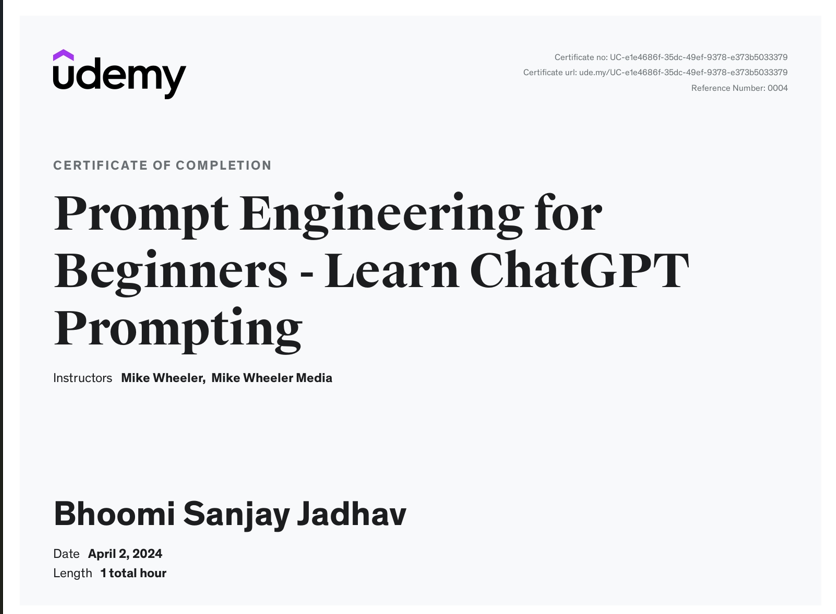 udemy
Certificate no: UC-e1e4686f-35dc-49ef-9378-e373b5033379
Certificate url: ude.my/UC-e1e4686f-35dc-49ef-9378-e373b5033379
Reference Number: 0004
CERTIFICATE OF COMPLETION
Prompt Engineering for
Beginners - Learn ChatGPT
Prompting
Instructors Mike Wheeler, Mike Wheeler Media
Bhoomi Sanjay Jadhav
Date April 2, 2024
Length 1 total hour